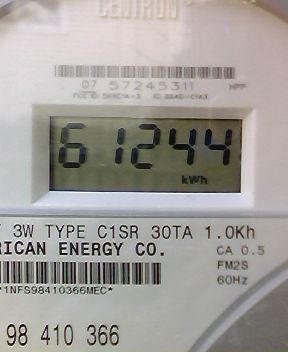 CENTRON
07 57245311
61244
kWh
3W TYPE C1SR 30TA 1.0Kh
RICAN ENERGY CO.
CA 0.5
FM2S
60Hz
*1NFS98410366MEC*
98 410 366